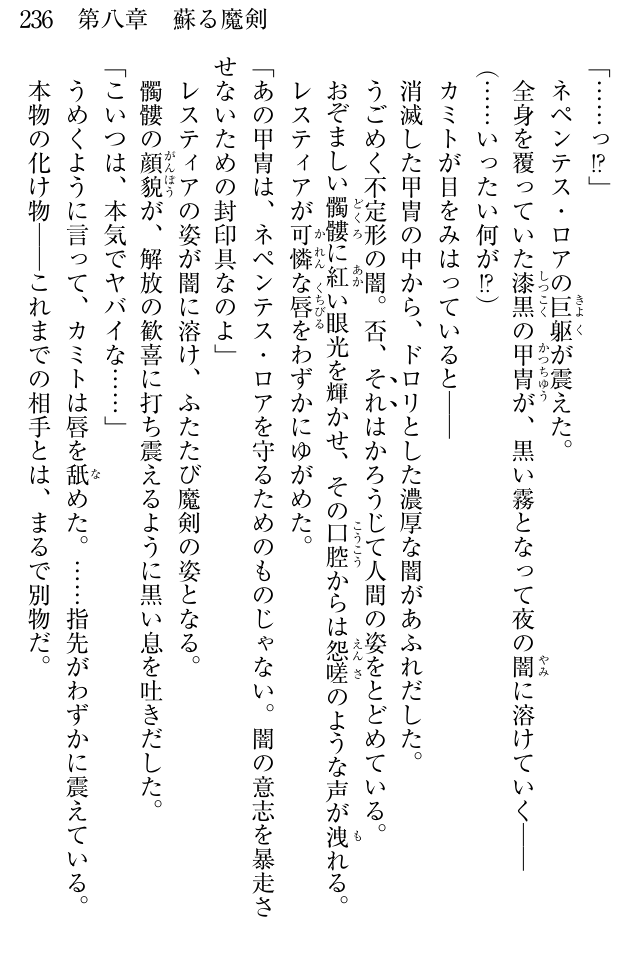 236　第八章　蘇る魔剣
「……っ⁉」
　ネペンテス・ロアの巨躯が震えた。
　全身を覆っていた漆黒の甲冑が、黒い霧となって夜の闇に溶けていく――
（……いったい何が⁉）
　カミトが目をみはっていると――
　消滅した甲冑の中から、ドロリとした濃厚な闇があふれだした。
うごめく不定形の闇。否、それはかろうじて人間の姿をとどめている。
おぞましい髑髏に紅い眼光を輝かせ、その口腔からは怨嗟のような声が洩れる。
　レスティアが可憐な唇をわずかにゆがめた。
「あの甲冑は、ネペンテス・ロアを守るためのものじゃない。闇の意志を暴走さ
せないための封印具なのよ」
　レスティアの姿が闇に溶け、ふたたび魔剣の姿となる。
　髑髏の顔貌が、解放の歓喜に打ち震えるように黒い息を吐きだした。
「こいつは、本気でヤバイな……」
　うめくように言って、カミトは唇を舐めた。……指先がわずかに震えている。
　本物の化け物――これまでの相手とは、まるで別物だ。